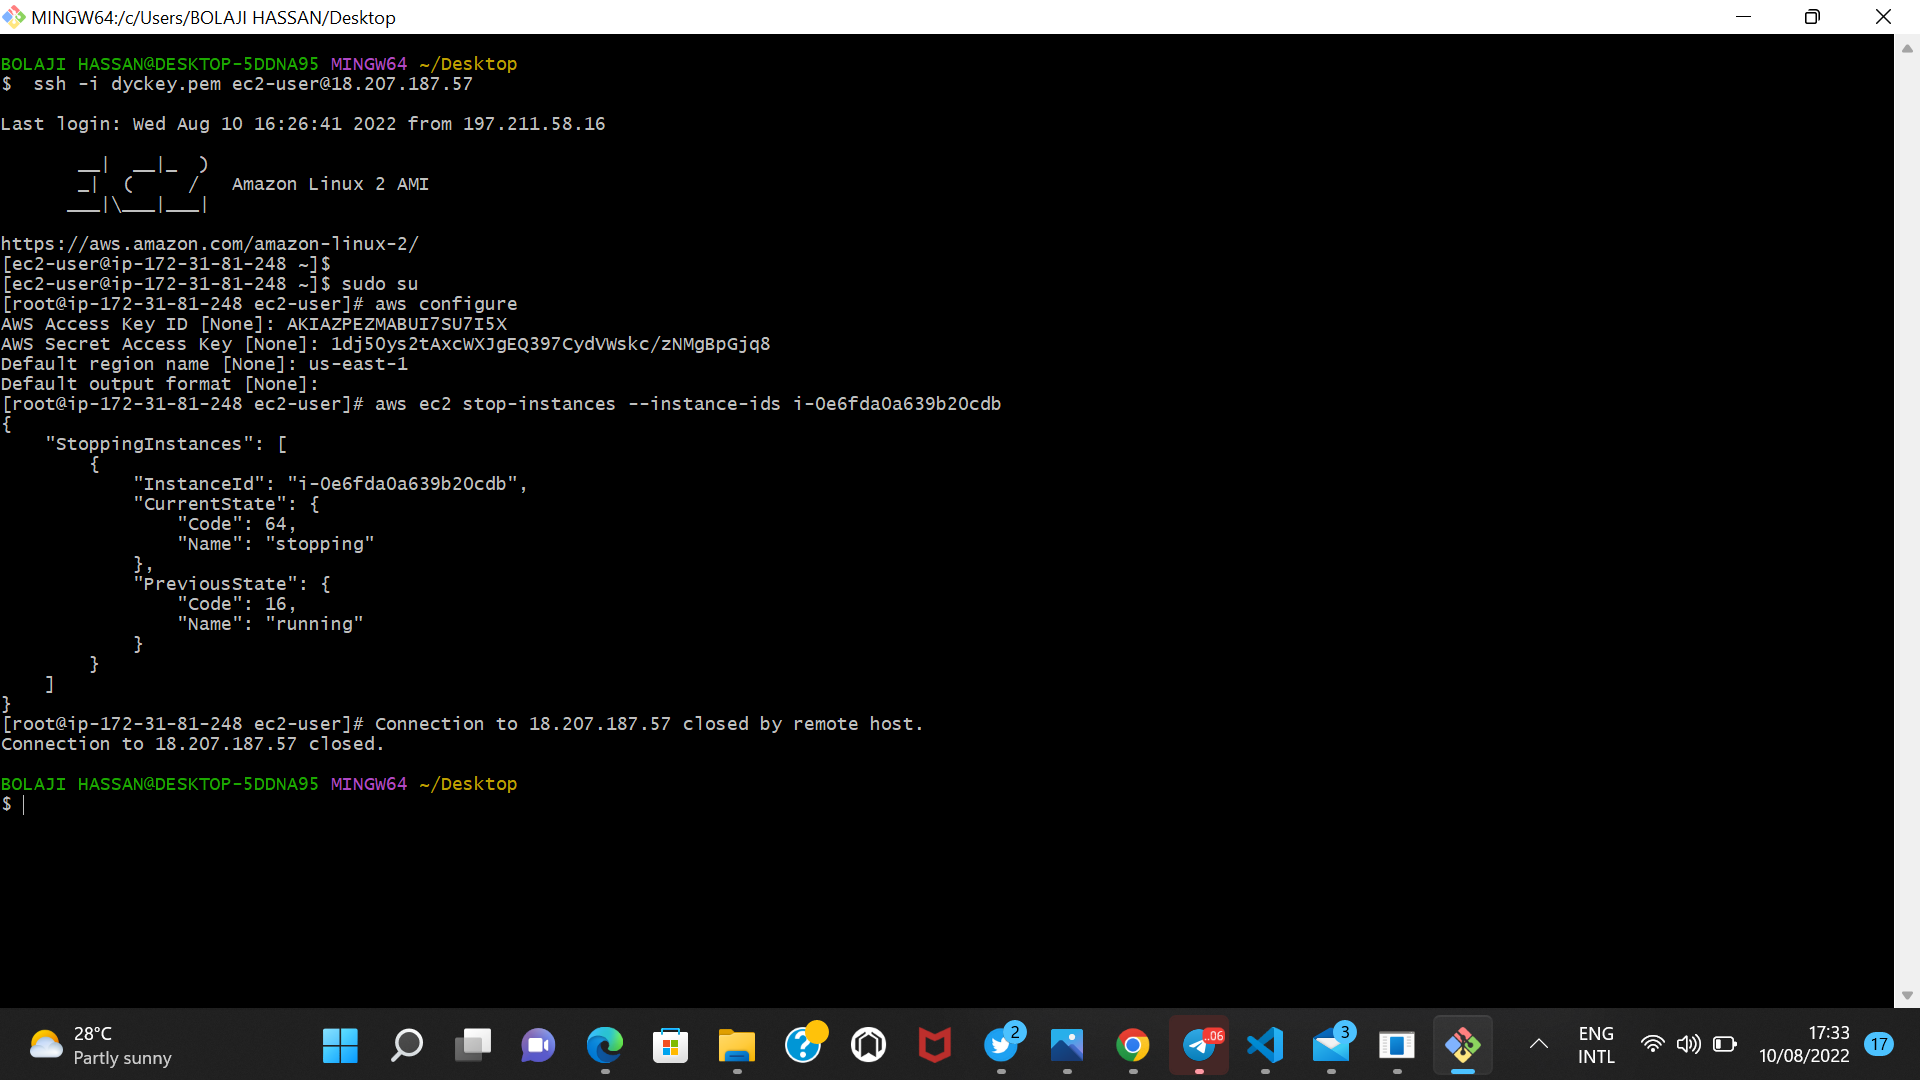 MINGW64:/c/Users/BOLAJI HASSAN/Desktop
BOLAJI HASSAN@DESKTOP-5DDNA95 MINGW64 ~/Desktop
$  ssh -i dyckey.pem ec2-user@18.207.187.57
Last login: Wed Aug 10 16:26:41 2022 from 197.211.58.16
       __|  __|_  )
       _|  (     /   Amazon Linux 2 AMI
      ___|\___|___|
https://aws.amazon.com/amazon-linux-2/
[ec2-user@ip-172-31-81-248 ~]$
[ec2-user@ip-172-31-81-248 ~]$ sudo su
[root@ip-172-31-81-248 ec2-user]# aws configure
AWS Access Key ID [None]: AKIAZPEZMABUI7SU7I5X
AWS Secret Access Key [None]: 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
Default region name [None]: us-east-1
Default output format [None]:
[root@ip-172-31-81-248 ec2-user]# aws ec2 stop-instances --instance-ids i-0e6fda0a639b20cdb
{
    "StoppingInstances": [
        {
            "InstanceId": "i-0e6fda0a639b20cdb",
            "CurrentState": {
                "Code": 64,
                "Name": "stopping"
            },
            "PreviousState": {
                "Code": 16,
                "Name": "running"
            }
        }
    ]
}
[root@ip-172-31-81-248 ec2-user]# Connection to 18.207.187.57 closed by remote host.
Connection to 18.207.187.57 closed.
BOLAJI HASSAN@DESKTOP-5DDNA95 MINGW64 ~/Desktop
$
28°C
Partly sunny
2
..06
3
ENG
INTL
17:33
10/08/2022
17